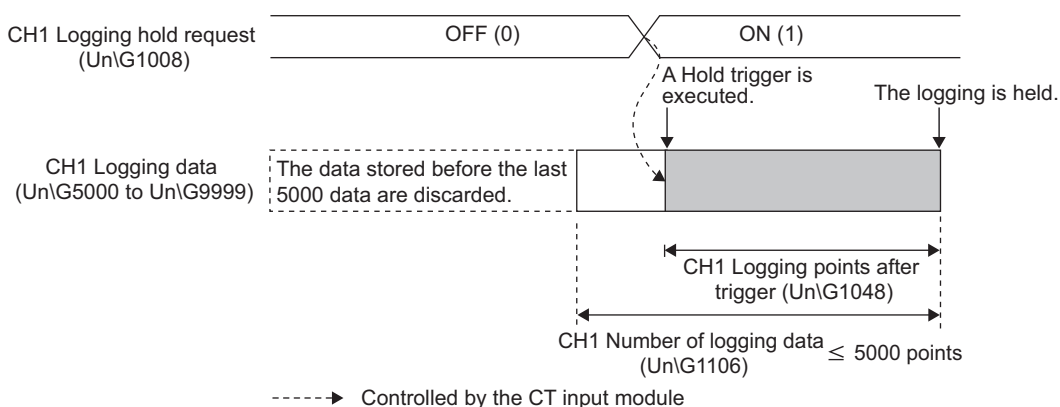 CH1 Logging hold request
(Un\G1008)
OFF (0)
ON (1)
A Hold trigger is
executed.
The logging is held.
CH1 Logging data
(Un\G5000 to Un\G9999)
The data stored before the last
5000 data are discarded.
CH1 Logging points after
trigger (Un\G1048)
CH1 Number of logging data
(Un\G1106)
≤ 5000 points
Controlled by the CT input module